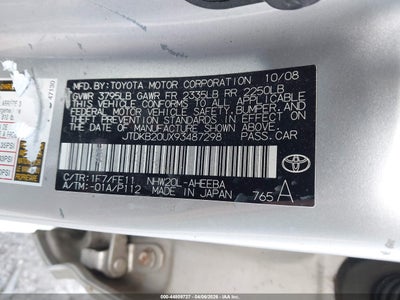 MFD. BY: TOYOTA MOTOR CORPORATION 10/08
GVWR 3795LB GAWR FR 2335LB RR 2250LB
THIS VEHICLE CONFORMS TO ALL APPLICABLE
FEDERAL MOTOR VEHICLE SAFETY, BUMPER, AND
THEFT PREVENTION STANDARDS IN EFFECT ON
THE DATE OF MANUFACTURE SHOWN ABOVE.
JTDKB20UX93487298 PASS.CAR
C/TR: 1F7/FE11 NHW20L-AHEEBA
A/TM: -01A/P112 MADE IN JAPAN 765 A
TOYOTA